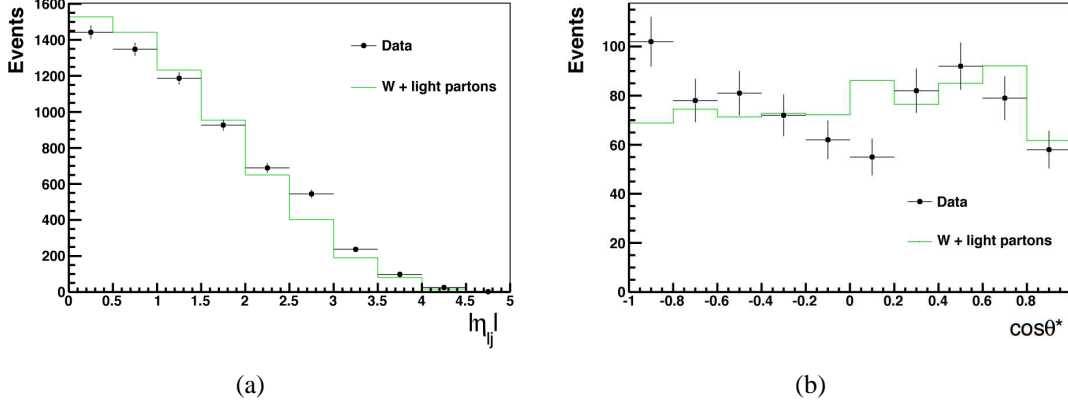 Events
1600
1400
1200
1000
800
600
400
200
0
0 0.5 1 1.5 2 2.5 3 3.5 4 4.5 5
|η_lj|
Data
W + light partons
(a)
Events
100
80
60
40
20
0
-1 -0.8 -0.6 -0.4 -0.2 0 0.2 0.4 0.6 0.8 1
cosθ*
Data
W + light partons
(b)